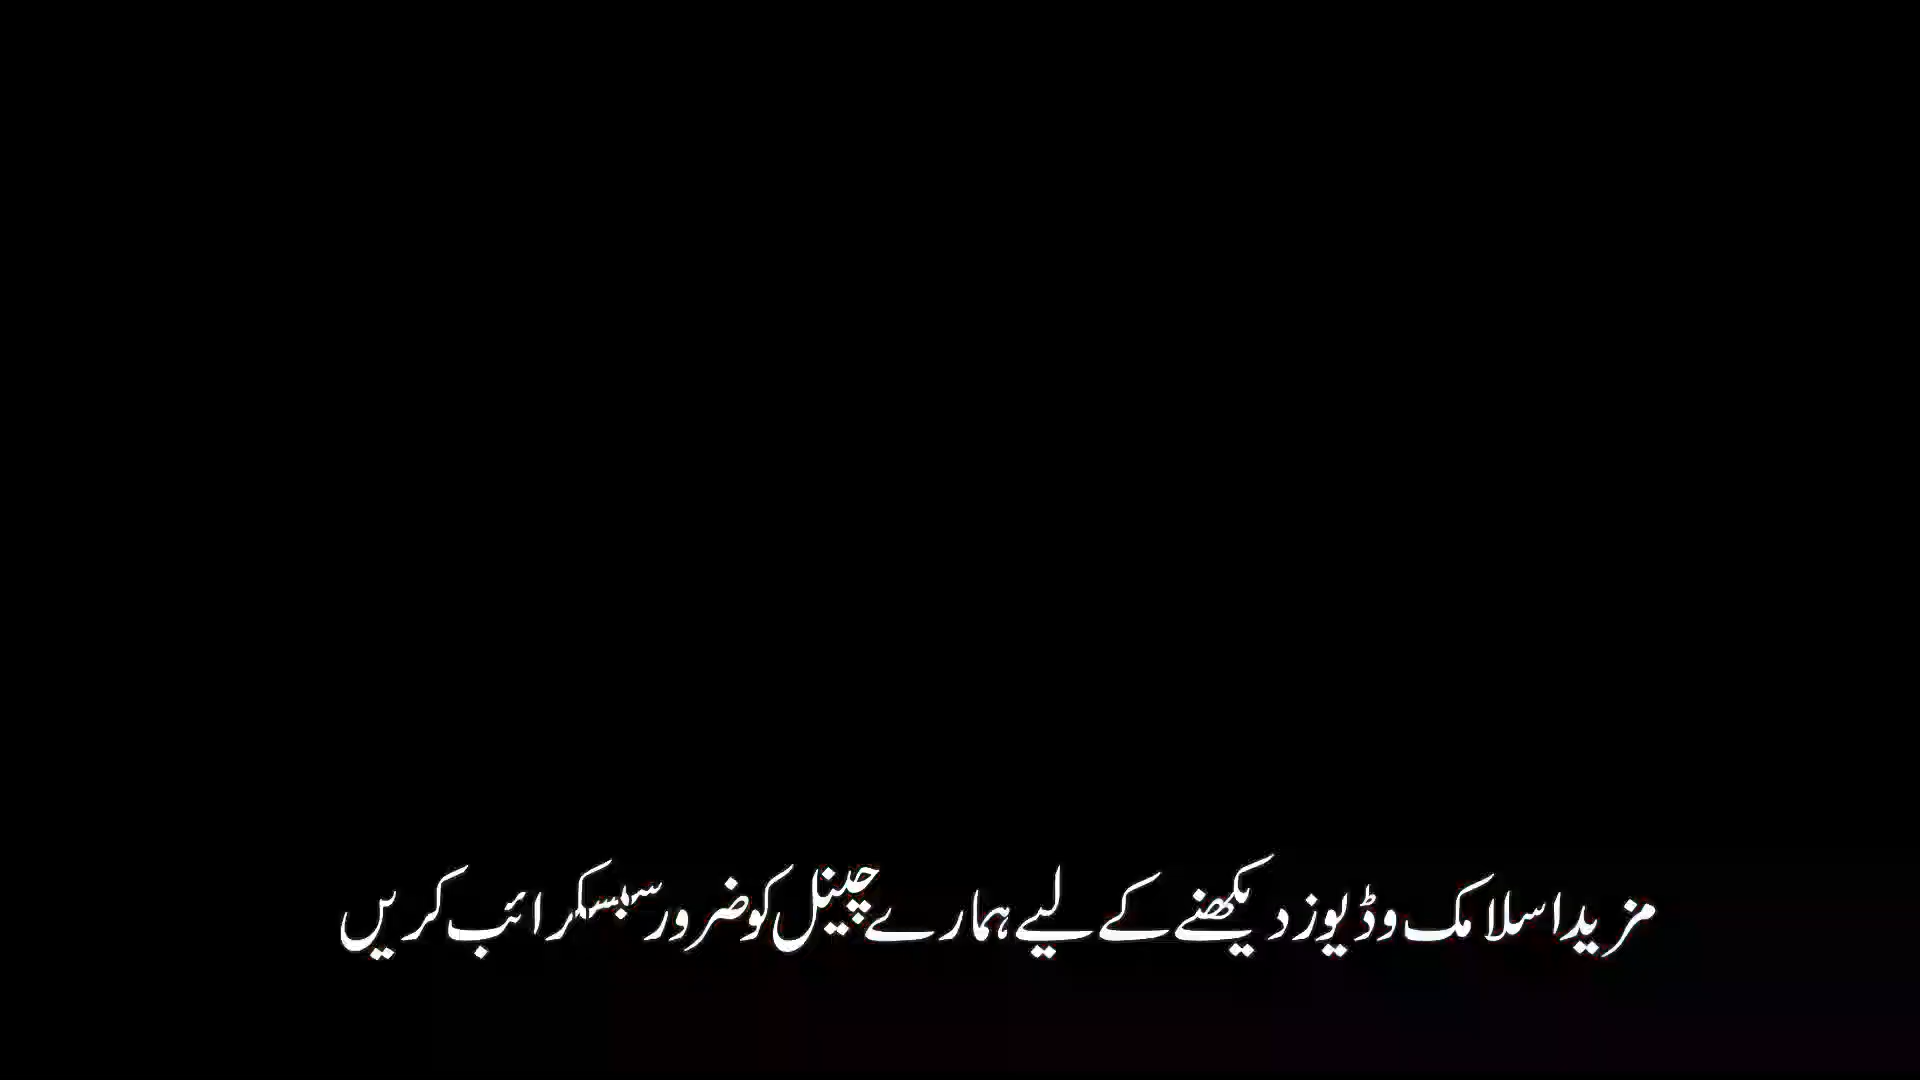 مزید اسلامک وڈیوز دیکھنے کے لیے ہمارے چینل کو ضرور سبسکرائب کریں